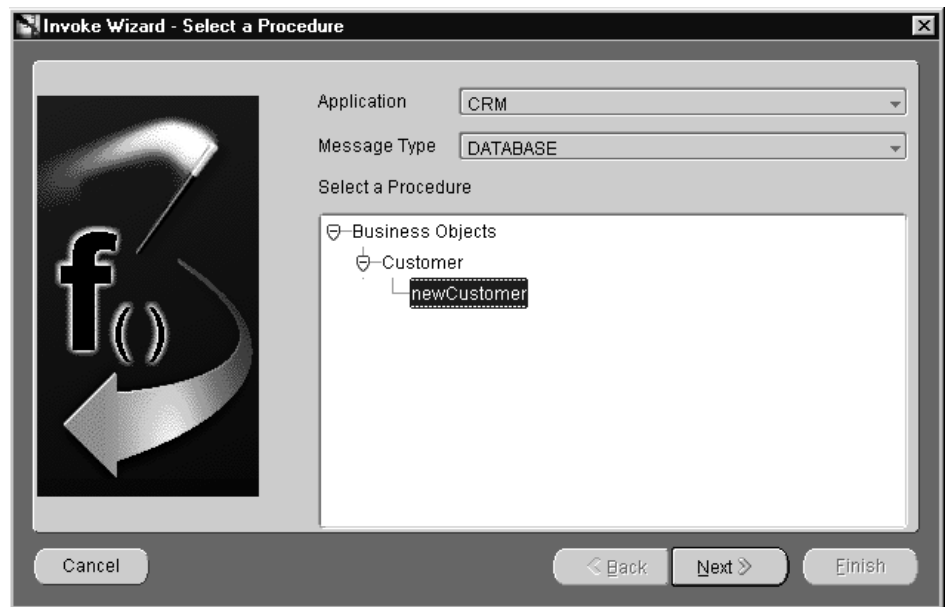 Invoke Wizard - Select a Procedure
Application CRM
Message Type DATABASE
Select a Procedure
Business Objects
Customer
newCustomer
f()
Cancel Back Next Finish